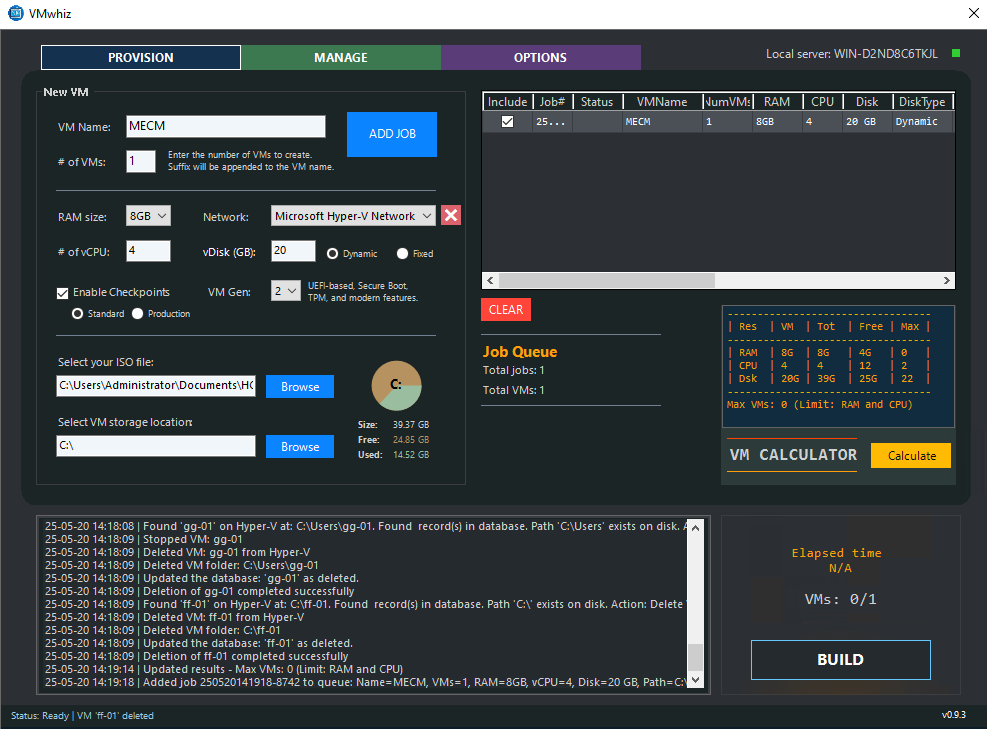 VMwhiz
PROVISION MANAGE OPTIONS
Local server: WIN-D2ND8C6TKJL
New VM
VM Name: MECM
ADD JOB
# of VMs: 1
Enter the number of VMs to create.
Suffix will be appended to the VM name.
RAM size: 8GB Network: Microsoft Hyper-V Network
# of vCPU: 4 vDisk (GB): 20 Dynamic Fixed
Enable Checkpoints VM Gen: 2
UEFI-based, Secure Boot,
TPM, and modern features.
Standard Production
Select your ISO file:
C:\Users\Administrator\Documents\HC Browse
Select VM storage location:
C:\ Browse
C:
Size: 39.37 GB
Free: 24.85 GB
Used: 14.52 GB
Include Job# Status VMName NumVMs RAM CPU Disk DiskType
25... MECM 1 8GB 4 20 GB Dynamic
CLEAR
Job Queue
Total jobs: 1
Total VMs: 1
---------------------------------
| Res | VM | Tot | Free | Max |
---------------------------------
| RAM | 8G | 8G | 4G | 0 |
| CPU | 4 | 4 | 12 | 2 |
| Dsk | 20G | 39G | 25G | 22 |
---------------------------------
Max VMs: 0 (Limit: RAM and CPU)
VM CALCULATOR Calculate
25-05-20 14:18:08 | Found 'gg-01' on Hyper-V at: C:\Users\gg-01. Found  record(s) in database. Path 'C:\Users' exists on disk.
25-05-20 14:18:09 | Stopped VM: gg-01
25-05-20 14:18:09 | Deleted VM: gg-01 from Hyper-V
25-05-20 14:18:09 | Deleted VM folder: C:\Users\gg-01
25-05-20 14:18:09 | Updated the database: 'gg-01' as deleted.
25-05-20 14:18:09 | Deletion of gg-01 completed successfully
25-05-20 14:18:09 | Found 'ff-01' on Hyper-V at: C:\ff-01. Found  record(s) in database. Path 'C:\' exists on disk. Action: Delete
25-05-20 14:18:09 | Deleted VM: ff-01 from Hyper-V
25-05-20 14:18:09 | Deleted VM folder: C:\ff-01
25-05-20 14:18:09 | Updated the database: 'ff-01' as deleted.
25-05-20 14:18:09 | Deletion of ff-01 completed successfully
25-05-20 14:19:14 | Updated results - Max VMs: 0 (Limit: RAM and CPU)
25-05-20 14:19:18 | Added job 250520141918-8742 to queue: Name=MECM, VMs=1, RAM=8GB, vCPU=4, Disk=20 GB, Path=C:\
Elapsed time
N/A
VMs: 0/1
BUILD
Status: Ready | VM 'ff-01' deleted
v0.9.3